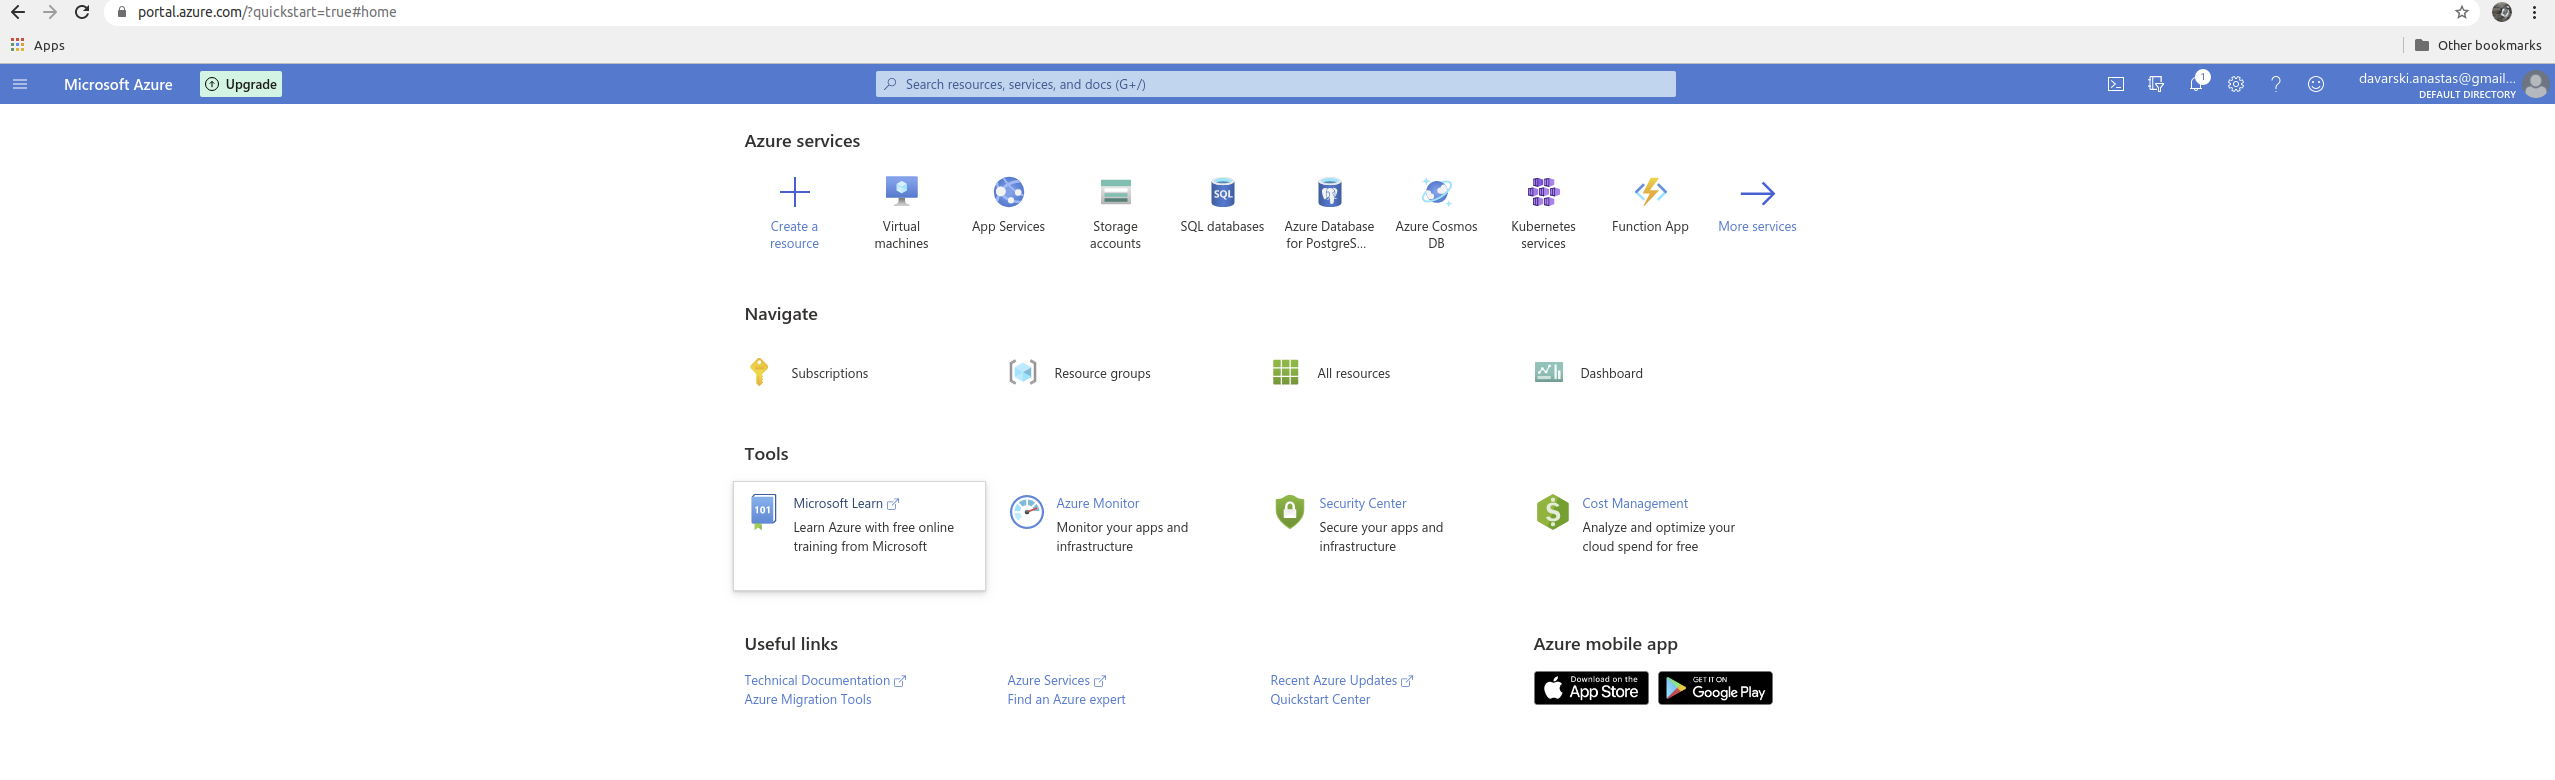 portal.azure.com/?quickstart=true#home
Apps
Other bookmarks
Microsoft Azure
Upgrade
Search resources, services, and docs (G+/)
1
davarski.anastas@gmail...
DEFAULT DIRECTORY
Azure services
Create a
resource
Virtual
machines
App Services
Storage
accounts
SQL
SQL databases
Azure Database
for PostgreS...
Azure Cosmos
DB
Kubernetes
services
Function App
More services
Navigate
Subscriptions
Resource groups
All resources
Dashboard
Tools
101
Microsoft Learn
Learn Azure with free online
training from Microsoft
Azure Monitor
Monitor your apps and
infrastructure
Security Center
Secure your apps and
infrastructure
$
Cost Management
Analyze and optimize your
cloud spend for free
Useful links
Technical Documentation
Azure Migration Tools
Azure Services
Find an Azure expert
Recent Azure Updates
Quickstart Center
Azure mobile app
Download on the
App Store
GET IT ON
Google Play